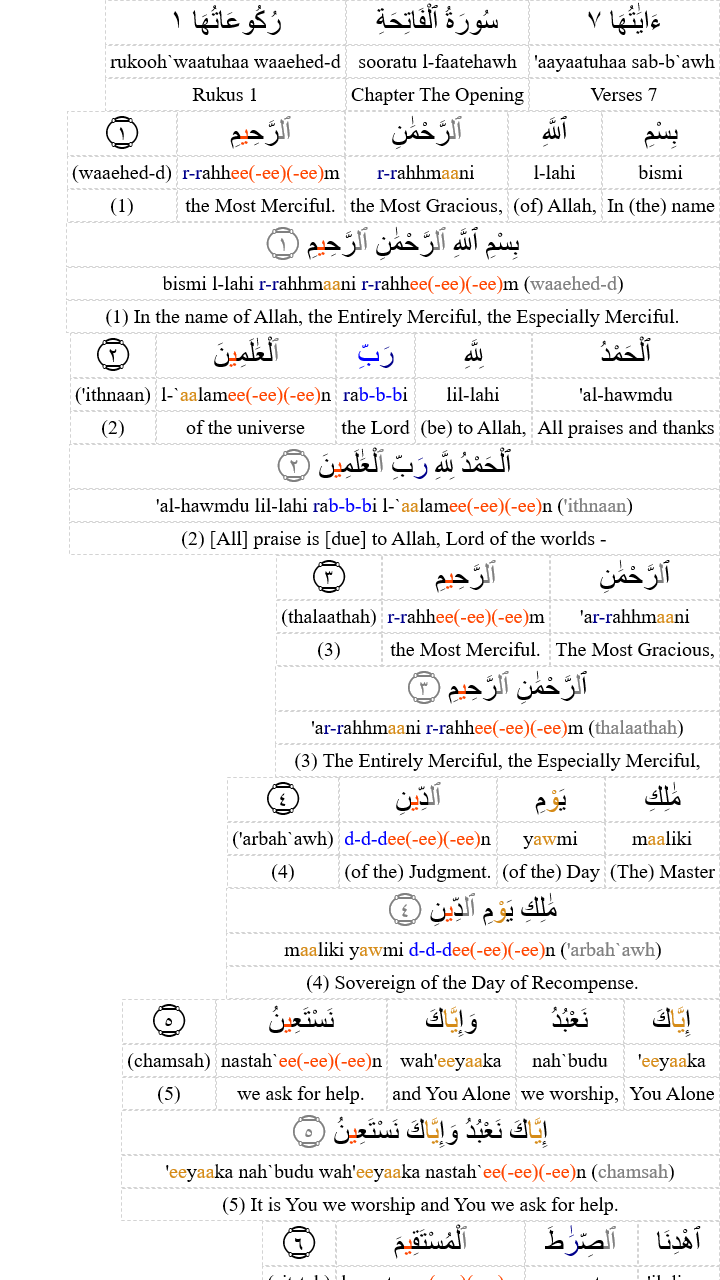 ءَايَٰتُهَا ٧ سُورَةُ ٱلْفَاتِحَةِ رُكُوعَاتُهَا ١
'aayaatuhaa sab-b`awh sooratu l-faatehawh rukooh`waatuhaa waaehed-d
Verses 7 Chapter The Opening Rukus 1
بِسْمِ ٱللَّهِ ٱلرَّحْمَٰنِ ٱلرَّحِيمِ ١
bismi l-lahi r-rahhmaani r-rahhee(-ee)(-ee)m (waaehed-d)
In (the) name (of) Allah, the Most Gracious, the Most Merciful. (1)
بِسْمِ ٱللَّهِ ٱلرَّحْمَٰنِ ٱلرَّحِيمِ ١
bismi l-lahi r-rahhmaani r-rahhee(-ee)(-ee)m (waaehed-d)
(1) In the name of Allah, the Entirely Merciful, the Especially Merciful.
ٱلْحَمْدُ لِلَّهِ رَبِّ ٱلْعَٰلَمِينَ ٢
'al-hawmdu lil-lahi rab-b-bi l-`aalamee(-ee)(-ee)n ('ithnaan)
All praises and thanks (be) to Allah, the Lord of the universe (2)
ٱلْحَمْدُ لِلَّهِ رَبِّ ٱلْعَٰلَمِينَ ٢
'al-hawmdu lil-lahi rab-b-bi l-`aalamee(-ee)(-ee)n ('ithnaan)
(2) [All] praise is [due] to Allah, Lord of the worlds -
ٱلرَّحْمَٰنِ ٱلرَّحِيمِ ٣
'ar-rahhmaani r-rahhee(-ee)(-ee)m (thalaathah)
The Most Gracious, the Most Merciful. (3)
ٱلرَّحْمَٰنِ ٱلرَّحِيمِ ٣
'ar-rahhmaani r-rahhee(-ee)(-ee)m (thalaathah)
(3) The Entirely Merciful, the Especially Merciful,
مَٰلِكِ يَوْمِ ٱلدِّينِ ٤
maaliki yawmi d-d-dee(-ee)(-ee)n ('arbah`awh)
(The) Master (of the) Day (of the) Judgment. (4)
مَٰلِكِ يَوْمِ ٱلدِّينِ ٤
maaliki yawmi d-d-dee(-ee)(-ee)n ('arbah`awh)
(4) Sovereign of the Day of Recompense.
إِيَّاكَ نَعْبُدُ وَإِيَّاكَ نَسْتَعِينُ ٥
'eeyaaka nah`budu wah'eeyaaka nastah`ee(-ee)(-ee)n (chamsah)
You Alone we worship, and You Alone we ask for help. (5)
إِيَّاكَ نَعْبُدُ وَإِيَّاكَ نَسْتَعِينُ ٥
'eeyaaka nah`budu wah'eeyaaka nastah`ee(-ee)(-ee)n (chamsah)
(5) It is You we worship and You we ask for help.
ٱهْدِنَا ٱلصِّرَٰطَ ٱلْمُسْتَقِيمَ ٦